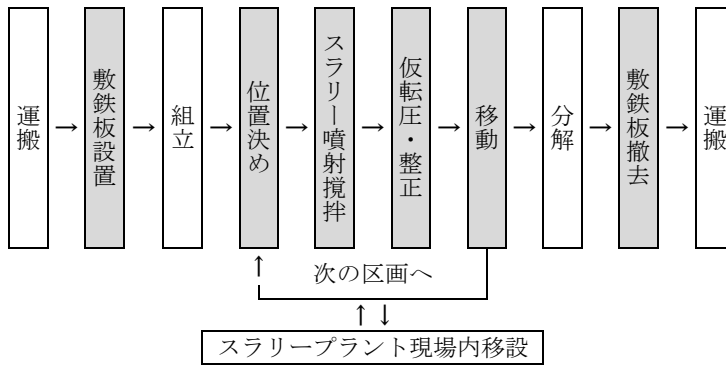 運搬
敷鉄板設置
組立
位置決め
スラリー噴射撹拌
仮転圧・整正
移動
分解
敷鉄板撤去
運搬
次の区画へ
スラリープラント現場内移設